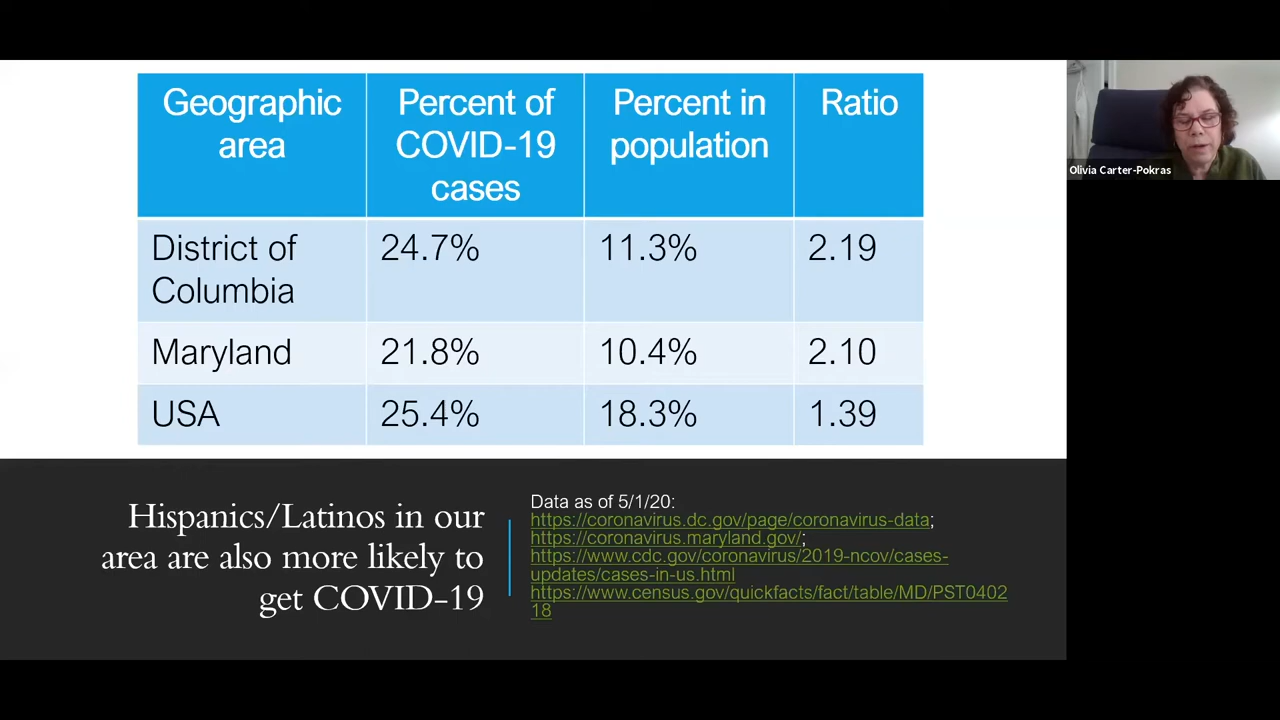 Geographic
area
Percent of
COVID-19
cases
Percent in
population
Ratio
District of
Columbia
24.7%
11.3%
2.19
Maryland
21.8%
10.4%
2.10
USA
25.4%
18.3%
1.39
Hispanics/Latinos in our
area are also more likely to
get COVID-19
Data as of 5/1/20:
https://coronavirus.dc.gov/page/coronavirus-data;
https://coronavirus.maryland.gov/;
https://www.cdc.gov/coronavirus/2019-ncov/cases-
updates/cases-in-us.html
https://www.census.gov/quickfacts/fact/table/MD/PST0402
18
Olivia Carter-Pokras